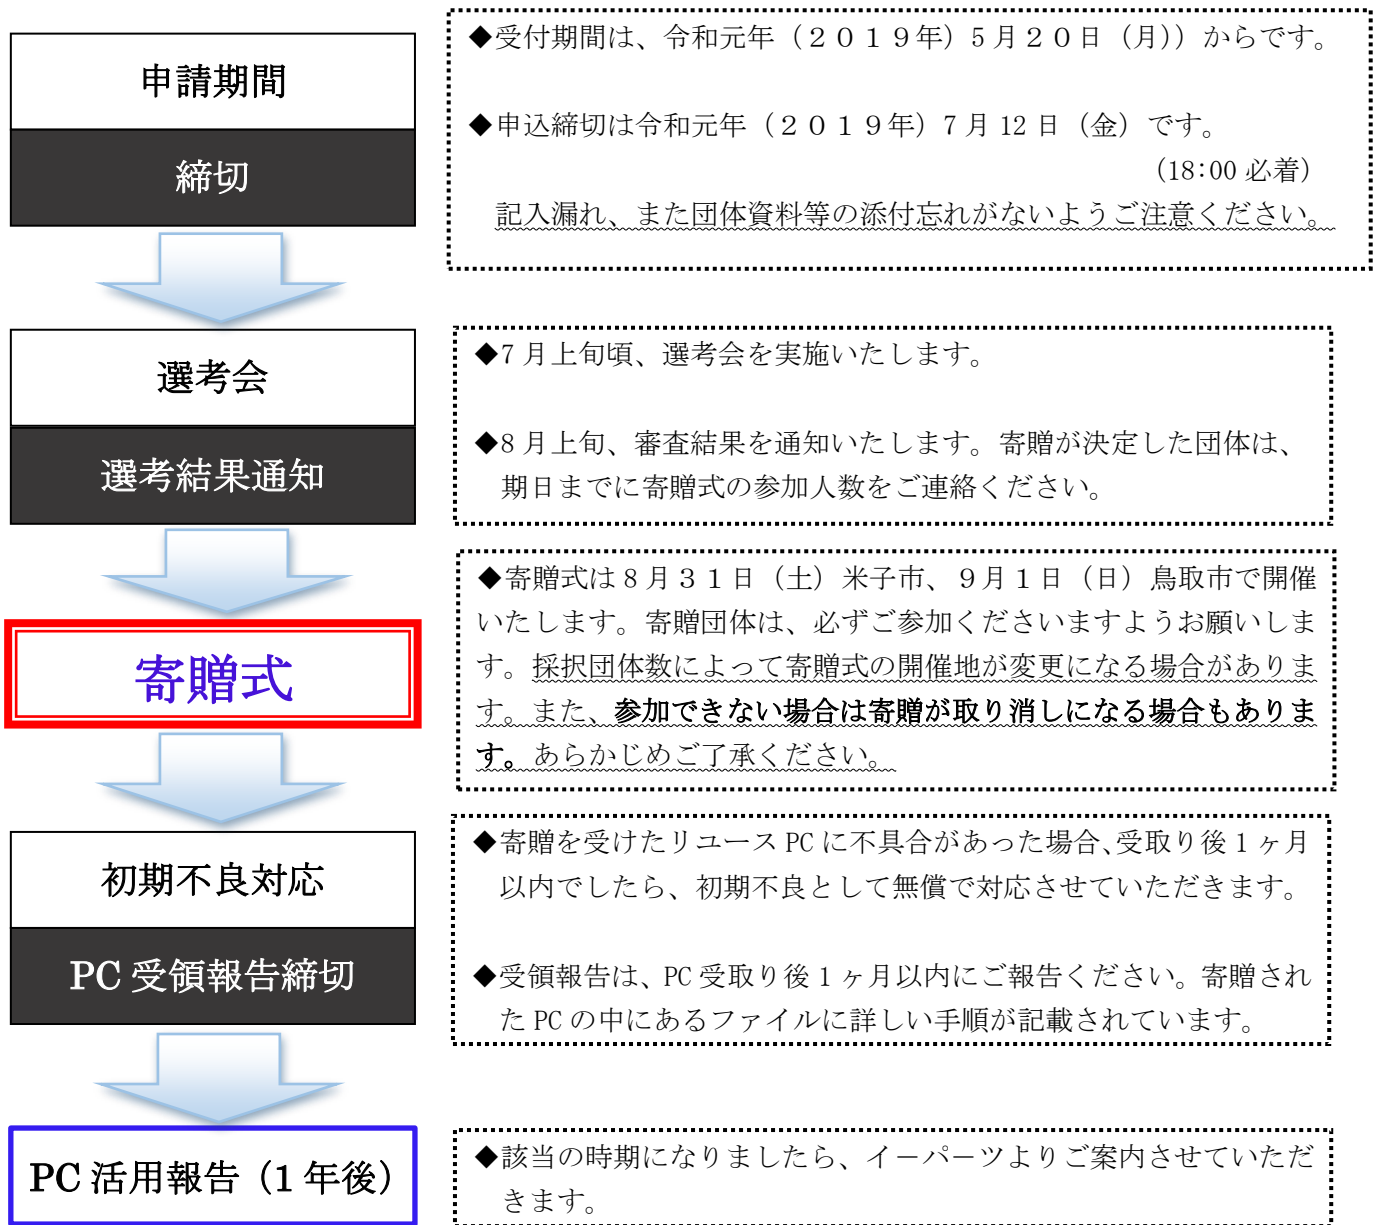 申請期間
締切
◆受付期間は、令和元年（２０１９年）5月２０日（月））からです。
◆申込締切は令和元年（２０１９年）7月12日（金）です。
（18:00必着）
記入漏れ、また団体資料等の添付忘れがないようご注意ください。
選考会
選考結果通知
◆7月上旬頃、選考会を実施いたします。
◆8月上旬、審査結果を通知いたします。寄贈が決定した団体は、
期日までに寄贈式の参加人数をご連絡ください。
寄贈式
◆寄贈式は8月３１日（土）米子市、９月１日（日）鳥取市で開催
いたします。寄贈団体は、必ずご参加くださいますようお願いしま
す。採択団体数によって寄贈式の開催地が変更になる場合がありま
す。また、参加できない場合は寄贈が取り消しになる場合もありま
す。あらかじめご了承ください。
初期不良対応
PC受領報告締切
◆寄贈を受けたリユースPCに不具合があった場合、受取り後1ヶ月
以内でしたら、初期不良として無償で対応させていただきます。
◆受領報告は、PC受取り後1ヶ月以内にご報告ください。寄贈され
たPCの中にあるファイルに詳しい手順が記載されています。
PC活用報告（1年後）
◆該当の時期になりましたら、イーパーツよりご案内させていただ
きます。